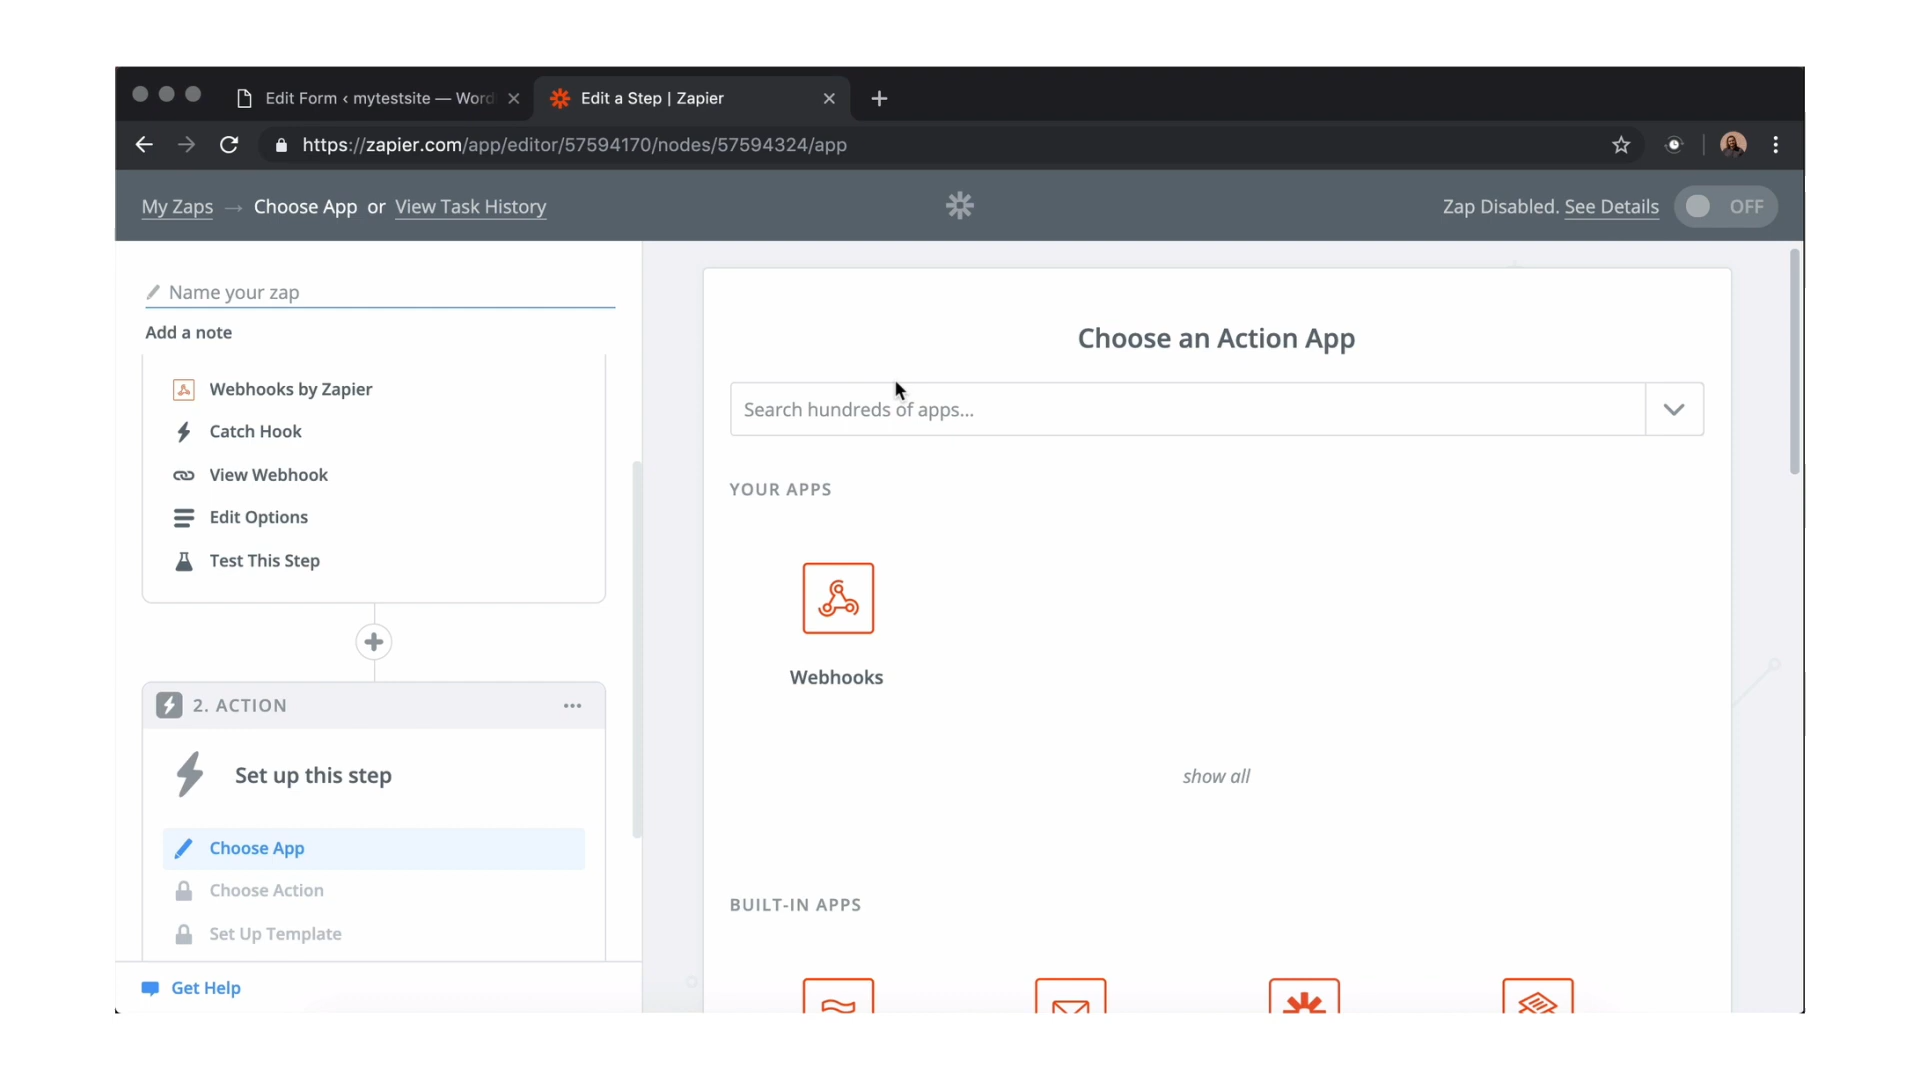 Edit Form ‹ mytestsite — Word
Edit a Step | Zapier
https://zapier.com/app/editor/57594170/nodes/57594324/app
My Zaps → Choose App or View Task History
Zap Disabled. See Details
OFF
Name your zap
Add a note
Webhooks by Zapier
Catch Hook
View Webhook
Edit Options
Test This Step
2. ACTION
Set up this step
Choose App
Choose Action
Set Up Template
Get Help
Choose an Action App
Search hundreds of apps...
YOUR APPS
Webhooks
show all
BUILT-IN APPS